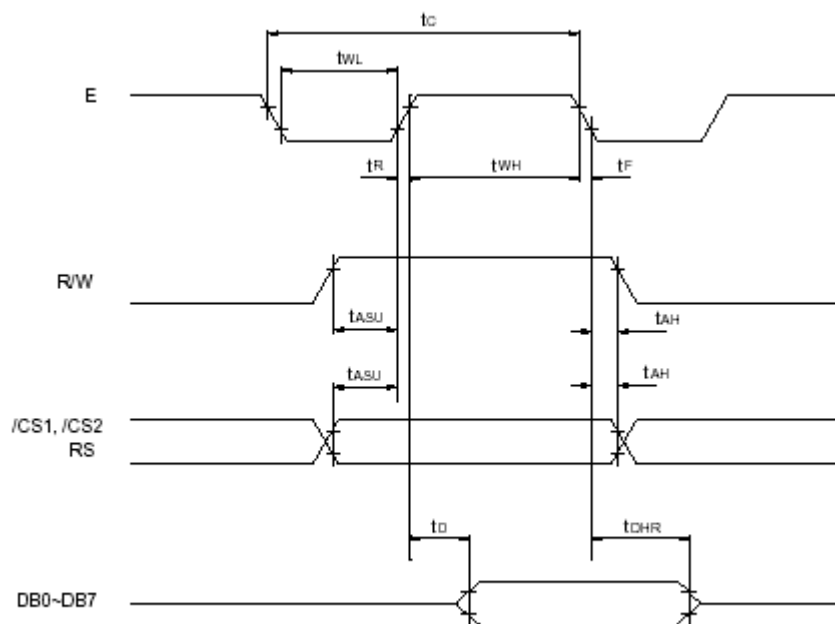 tC
tWL
E
tR
tWH
tF
R/W
tASU
tAH
tASU
tAH
/CS1, /CS2
RS
tD
tDHR
DB0~DB7